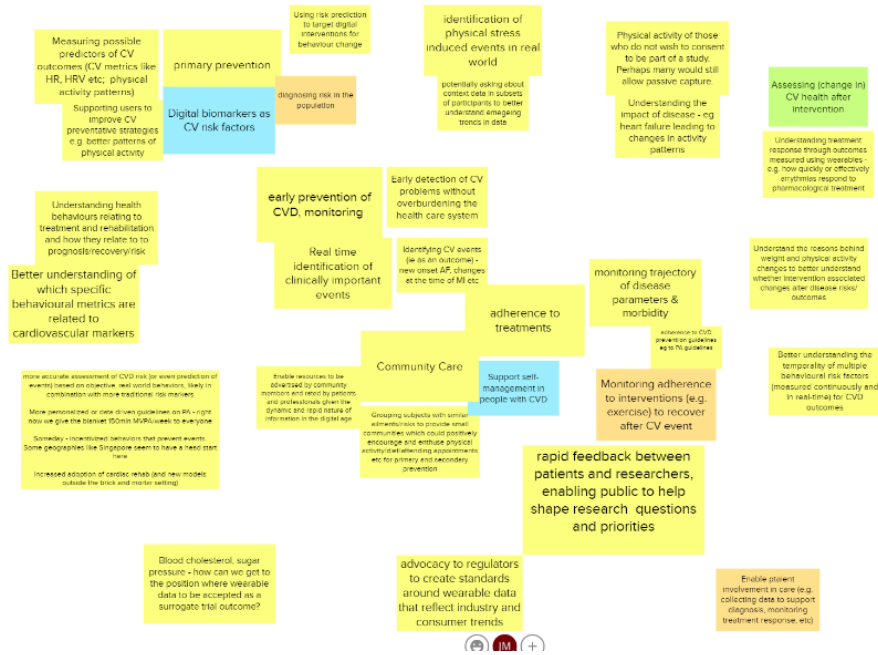 Measuring possible
predictors of CV
outcomes (CV metrics like
HR, HRV etc; physical
activity patterns)
primary prevention
Using risk prediction
to target digital
interventions for
behaviour change
identification of
physical stress
induced events in real
world
Physical activity of those
who do not wish to consent
to be part of a study.
Perhaps many would still
allow passive capture
Supporting users to
improve CV
preventative strategies
e.g. better patterns of
physical activity
Digital biomarkers as
CV risk factors
diagnosing risk in the
population
potentially asking about
context data in subsets
of participants to better
understand emegeing
trends in data
Understanding the
impact of disease - eg
heart failure leading to
changes in activity
patterns
Assessing (change in)
CV health after
intervention
Understanding treatment
response through outcomes
measured using wearables -
e.g. how quickly or effectively
arrythmias respond to
pharmacological treatment
Understanding health
behaviours relating to
treatment and rehabilitation
and how they relate to to
prognosis/recovery/risk
early prevention of
CVD, monitoring
Early detection of CV
problems without
overburdening the
health care system
Better understanding of
which specific
behavioural metrics are
related to
cardiovascular markers
Real time
identification of
clinically important
events
Identifying CV events
(ie as an outcome) -
new onset AF, changes
at the time of MI etc
monitoring trajectory
of disease
parameters &
morbidity
Understand the reasons behind
weight and physical activity
changes to better understand
whether intervention associated
changes alter disease risks/
outcomes
adherence to
treatments
adherence to CVD
prevention guidelines
eg to PA guidelines
Community Care
Support self-
management in
people with CVD
Monitoring adherence
to interventions (e.g.
exercise) to recover
after CV event
Better understanding the
temporality of multiple
behavioural risk factors
(measured continuously and
in real-time) for CVD
outcomes
more accurate assessment of CVD risk (or even prediction of
events) based on objective, real world behaviors, likely in
combination with more traditional risk markers
More personalized or data driven guidelines on PA - right
now we give the blanket 150min MVPA/week to everyone
Someday - incentivized behaviors that prevent events.
Some geographies like Singapore seem to have a head start
here
Increased adoption of cardiac rehab (and new models
outside the brick and morter setting)
Enable resources to be
advertised by community
members and rated by patients
and professionals given the
dynamic and rapid nature of
information in the digital age
Grouping subjects with similar
ailments/risks to provide small
communities which could positively
encourage and enthuse physical
activity/diet/attending appointments
etc for primary and secondary
prevention
rapid feedback between
patients and researchers,
enabling public to help
shape research questions
and priorities
Blood cholesterol, sugar
pressure - how can we get to
the position where wearable
data to be accepted as a
surrogate trial outcome?
advocacy to regulators
to create standards
around wearable data
that reflect industry and
consumer trends
Enable ptaient
involvement in care (e.g.
collecting data to support
diagnosis, monitoring
treatment response, etc)
JM